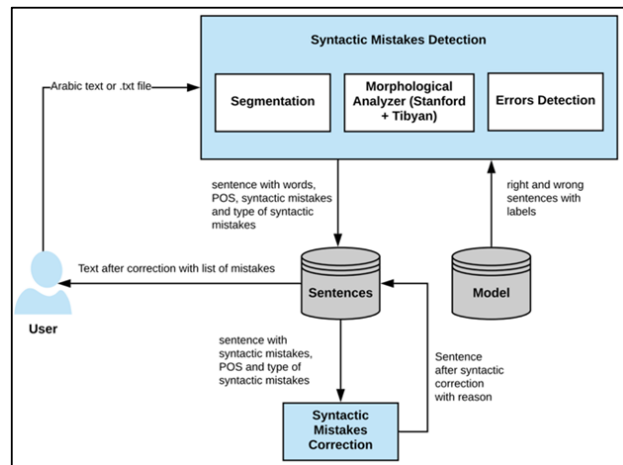 Syntactic Mistakes Detection
Arabic text or .txt file
Segmentation
Morphological
Analyzer (Stanford
+ Tibyan)
Errors Detection
sentence with words,
POS, syntactic mistakes
and type of syntactic
mistakes
right and wrong
sentences with
labels
Text after correction with list of mistakes
Sentences
Model
User
sentence with
syntactic mistakes,
POS and type of
syntactic mistakes
Sentence
after syntactic
correction
with reason
Syntactic
Mistakes
Correction